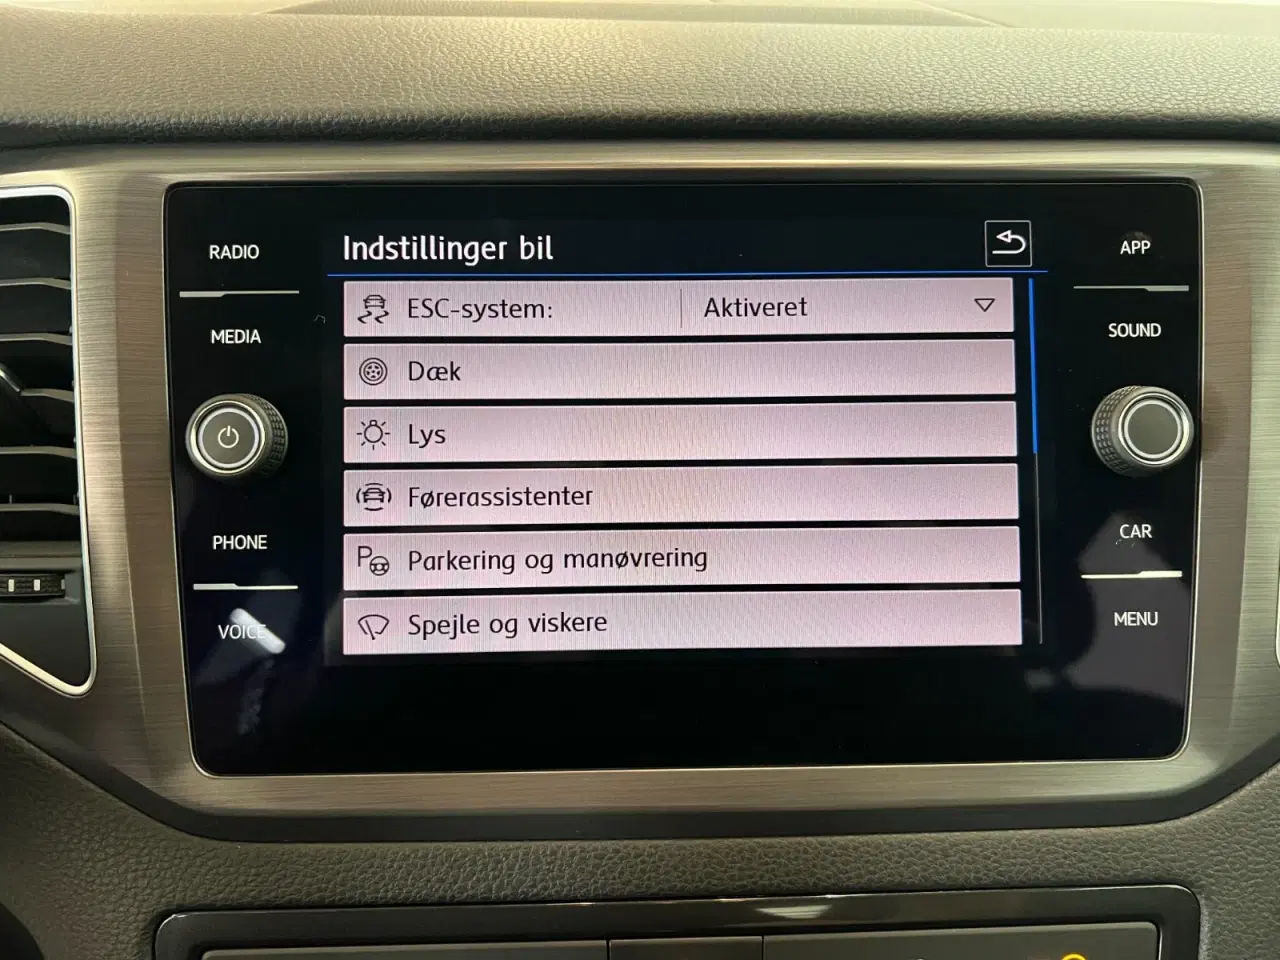 RADIO
MEDIA
PHONE
VOICE
Indstillinger bil
ESC-system: Aktiveret
Dæk
Lys
Førerassistenter
Parkering og manøvrering
Spejle og viskere
APP
SOUND
CAR
MENU